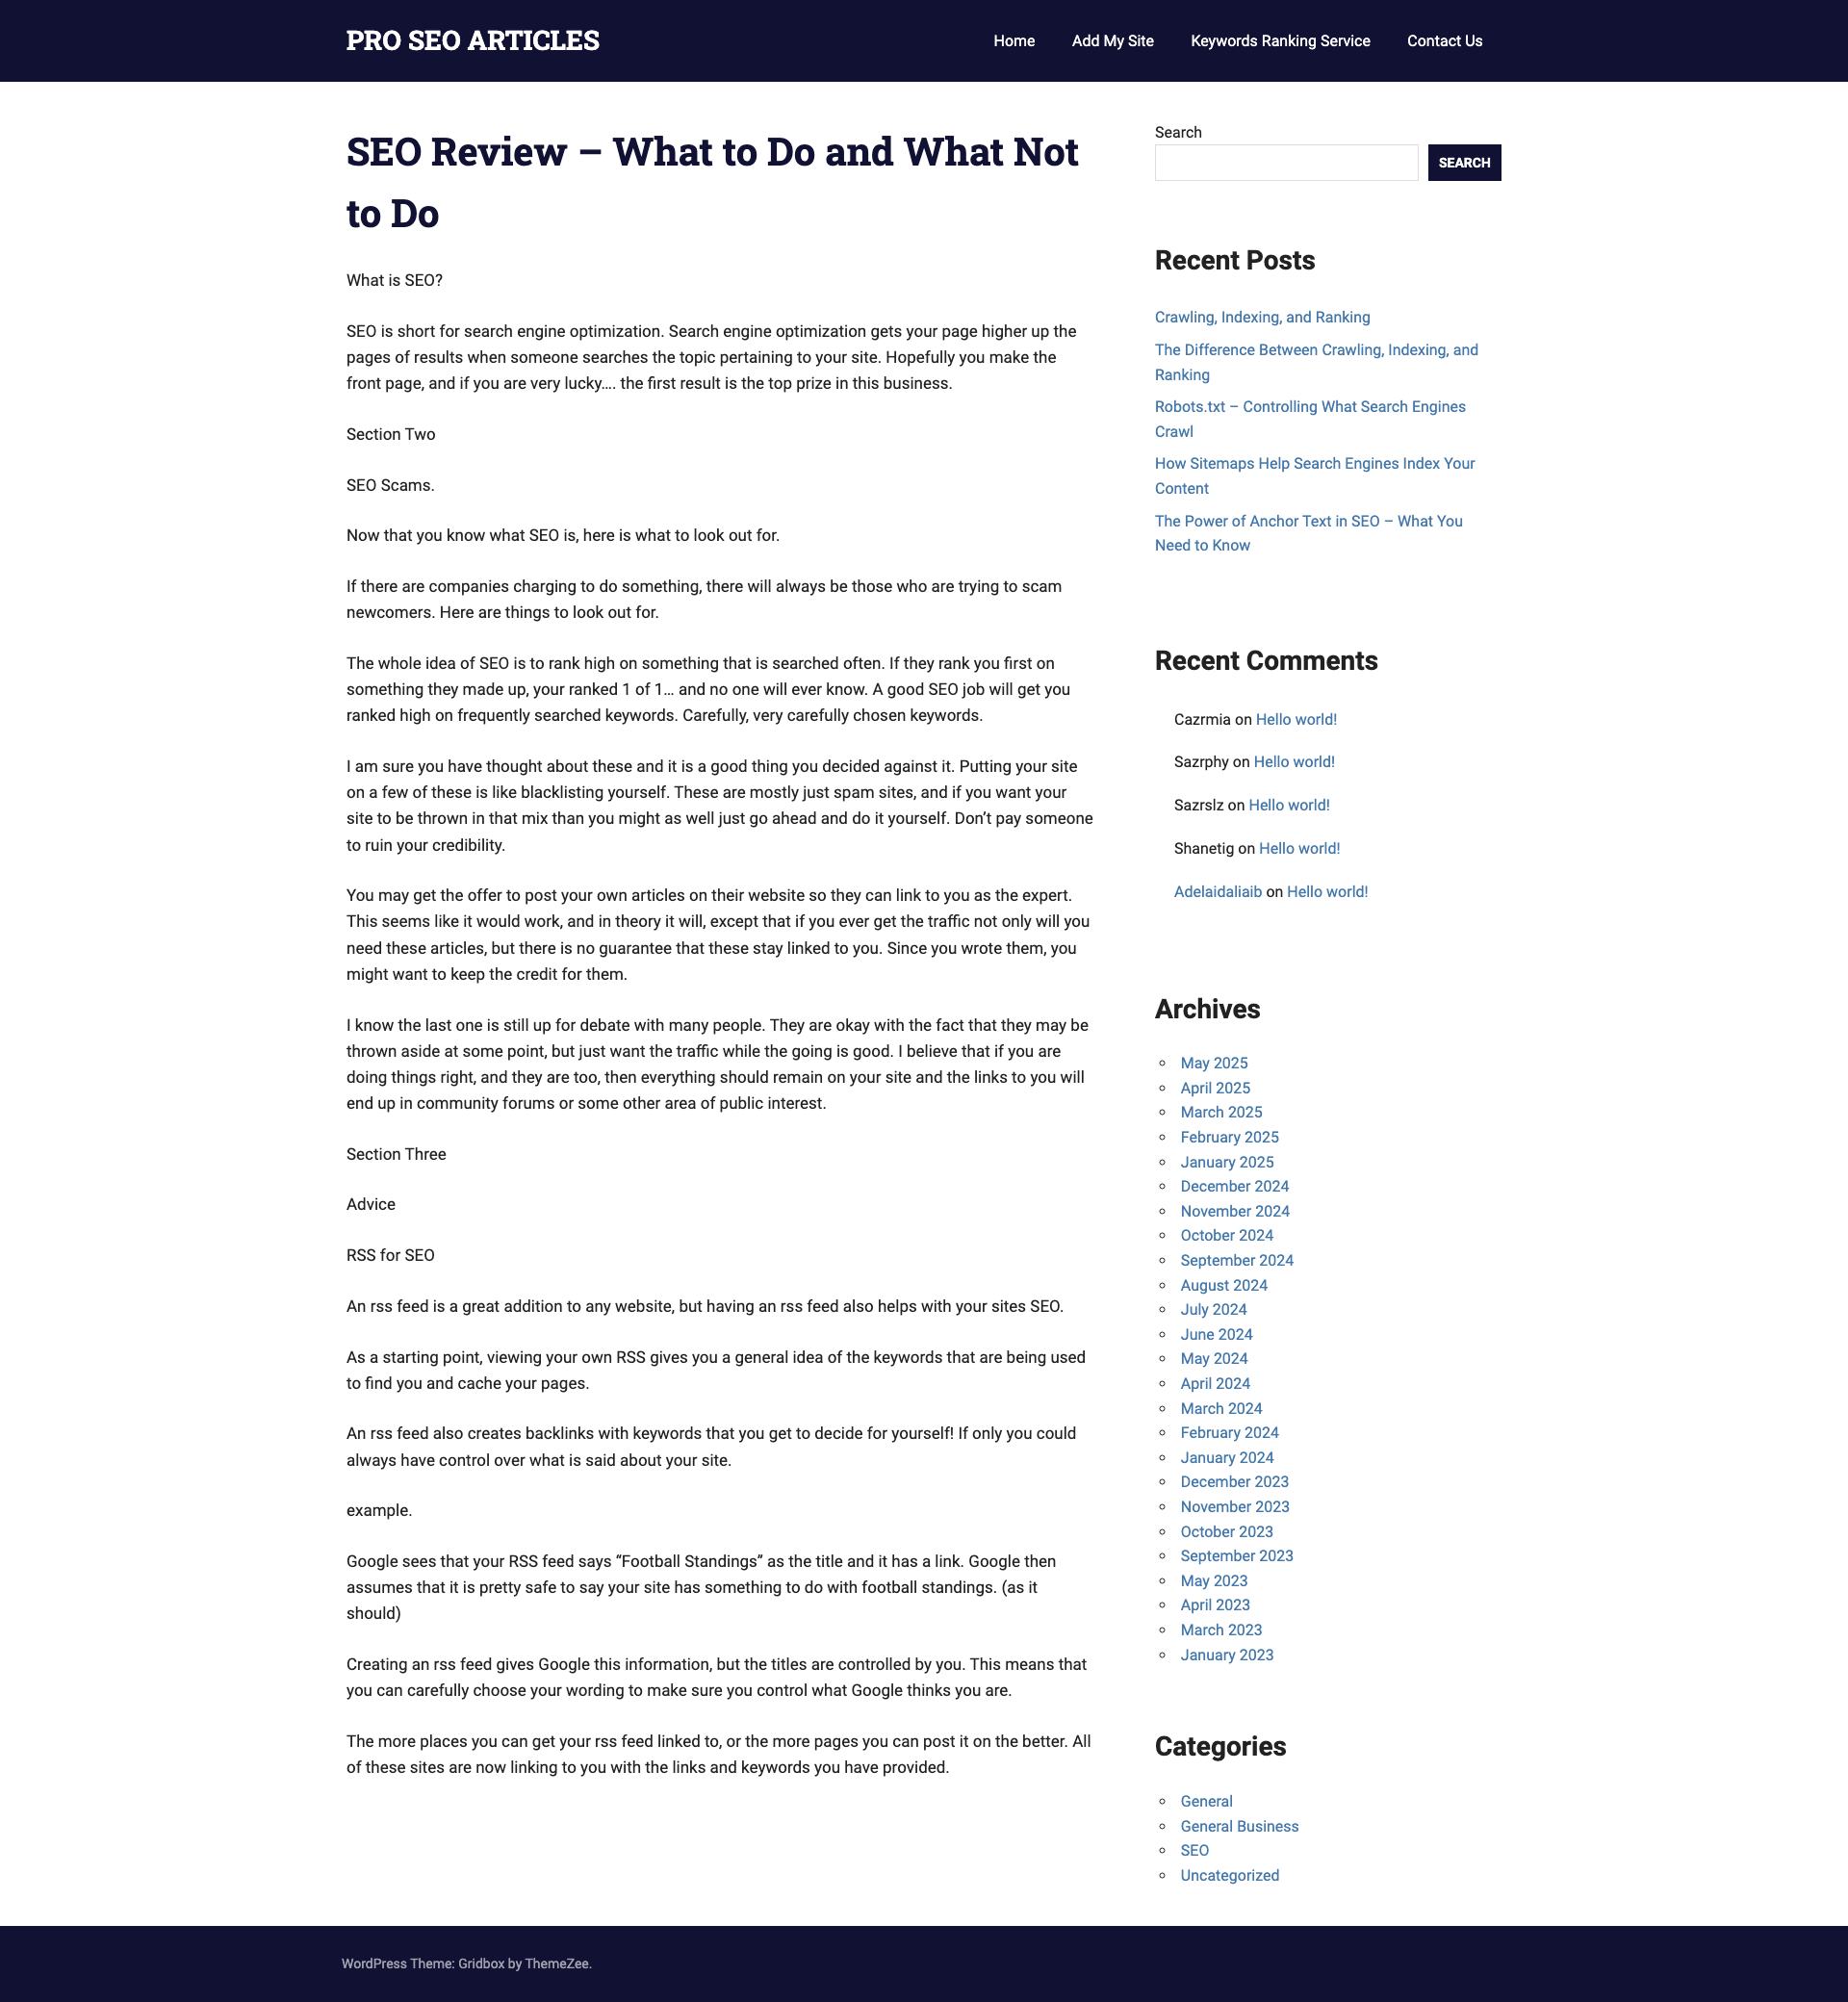 PRO SEO ARTICLES
Home
Add My Site
Keywords Ranking Service
Contact Us
SEO Review – What to Do and What Not
to Do
What is SEO?
SEO is short for search engine optimization. Search engine optimization gets your page higher up the
pages of results when someone searches the topic pertaining to your site. Hopefully you make the
front page, and if you are very lucky…. the first result is the top prize in this business.
Section Two
SEO Scams.
Now that you know what SEO is, here is what to look out for.
If there are companies charging to do something, there will always be those who are trying to scam
newcomers. Here are things to look out for.
The whole idea of SEO is to rank high on something that is searched often. If they rank you first on
something they made up, your ranked 1 of 1… and no one will ever know. A good SEO job will get you
ranked high on frequently searched keywords. Carefully, very carefully chosen keywords.
I am sure you have thought about these and it is a good thing you decided against it. Putting your site
on a few of these is like blacklisting yourself. These are mostly just spam sites, and if you want your
site to be thrown in that mix than you might as well just go ahead and do it yourself. Don’t pay someone
to ruin your credibility.
You may get the offer to post your own articles on their website so they can link to you as the expert.
This seems like it would work, and in theory it will, except that if you ever get the traffic not only will you
need these articles, but there is no guarantee that these stay linked to you. Since you wrote them, you
might want to keep the credit for them.
I know the last one is still up for debate with many people. They are okay with the fact that they may be
thrown aside at some point, but just want the traffic while the going is good. I believe that if you are
doing things right, and they are too, then everything should remain on your site and the links to you will
end up in community forums or some other area of public interest.
Section Three
Advice
RSS for SEO
An rss feed is a great addition to any website, but having an rss feed also helps with your sites SEO.
As a starting point, viewing your own RSS gives you a general idea of the keywords that are being used
to find you and cache your pages.
An rss feed also creates backlinks with keywords that you get to decide for yourself! If only you could
always have control over what is said about your site.
example.
Google sees that your RSS feed says “Football Standings” as the title and it has a link. Google then
assumes that it is pretty safe to say your site has something to do with football standings. (as it
should)
Creating an rss feed gives Google this information, but the titles are controlled by you. This means that
you can carefully choose your wording to make sure you control what Google thinks you are.
The more places you can get your rss feed linked to, or the more pages you can post it on the better. All
of these sites are now linking to you with the links and keywords you have provided.
Search
SEARCH
Recent Posts
Crawling, Indexing, and Ranking
The Difference Between Crawling, Indexing, and
Ranking
Robots.txt – Controlling What Search Engines
Crawl
How Sitemaps Help Search Engines Index Your
Content
The Power of Anchor Text in SEO – What You
Need to Know
Recent Comments
Cazrmia on Hello world!
Sazrphy on Hello world!
Sazrslz on Hello world!
Shanetig on Hello world!
Adelaidaliaib on Hello world!
Archives
May 2025
April 2025
March 2025
February 2025
January 2025
December 2024
November 2024
October 2024
September 2024
August 2024
July 2024
June 2024
May 2024
April 2024
March 2024
February 2024
January 2024
December 2023
November 2023
October 2023
September 2023
May 2023
April 2023
March 2023
January 2023
Categories
General
General Business
SEO
Uncategorized
WordPress Theme: Gridbox by ThemeZee.